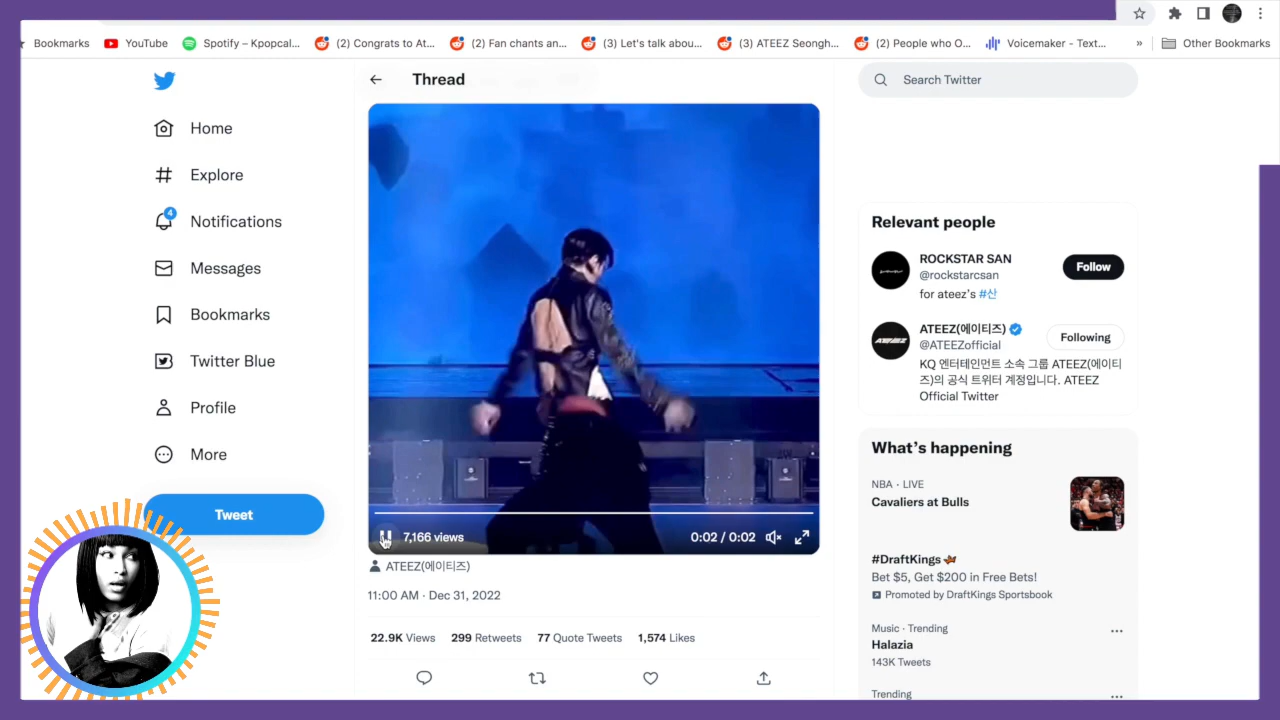 Bookmarks
YouTube
Spotify – Kpopcal...
(2) Congrats to At...
(2) Fan chants an...
(3) Let's talk abou...
(3) ATEEZ Seongh...
(2) People who O...
Voicemaker - Text...
»
Other Bookmarks
Thread
Search Twitter
Home
Explore
4
Notifications
Messages
Bookmarks
Twitter Blue
Profile
More
Tweet
7,166 views
0:02 / 0:02
ATEEZ(에이티즈)
11:00 AM · Dec 31, 2022
22.9K Views 299 Retweets 77 Quote Tweets 1,574 Likes
Relevant people
ROCKSTAR SAN
@rockstarcsan
Follow
for ateez's #산
ATEEZ
ATEEZ(에이티즈)
@ATEEZofficial
Following
KQ 엔터테인먼트 소속 그룹 ATEEZ(에이티
즈)의 공식 트위터 계정입니다. ATEEZ
Official Twitter
What's happening
NBA · LIVE
Cavaliers at Bulls
#DraftKings
Bet $5, Get $200 in Free Bets!
Promoted by DraftKings Sportsbook
Music · Trending
Halazia
143K Tweets
Trending